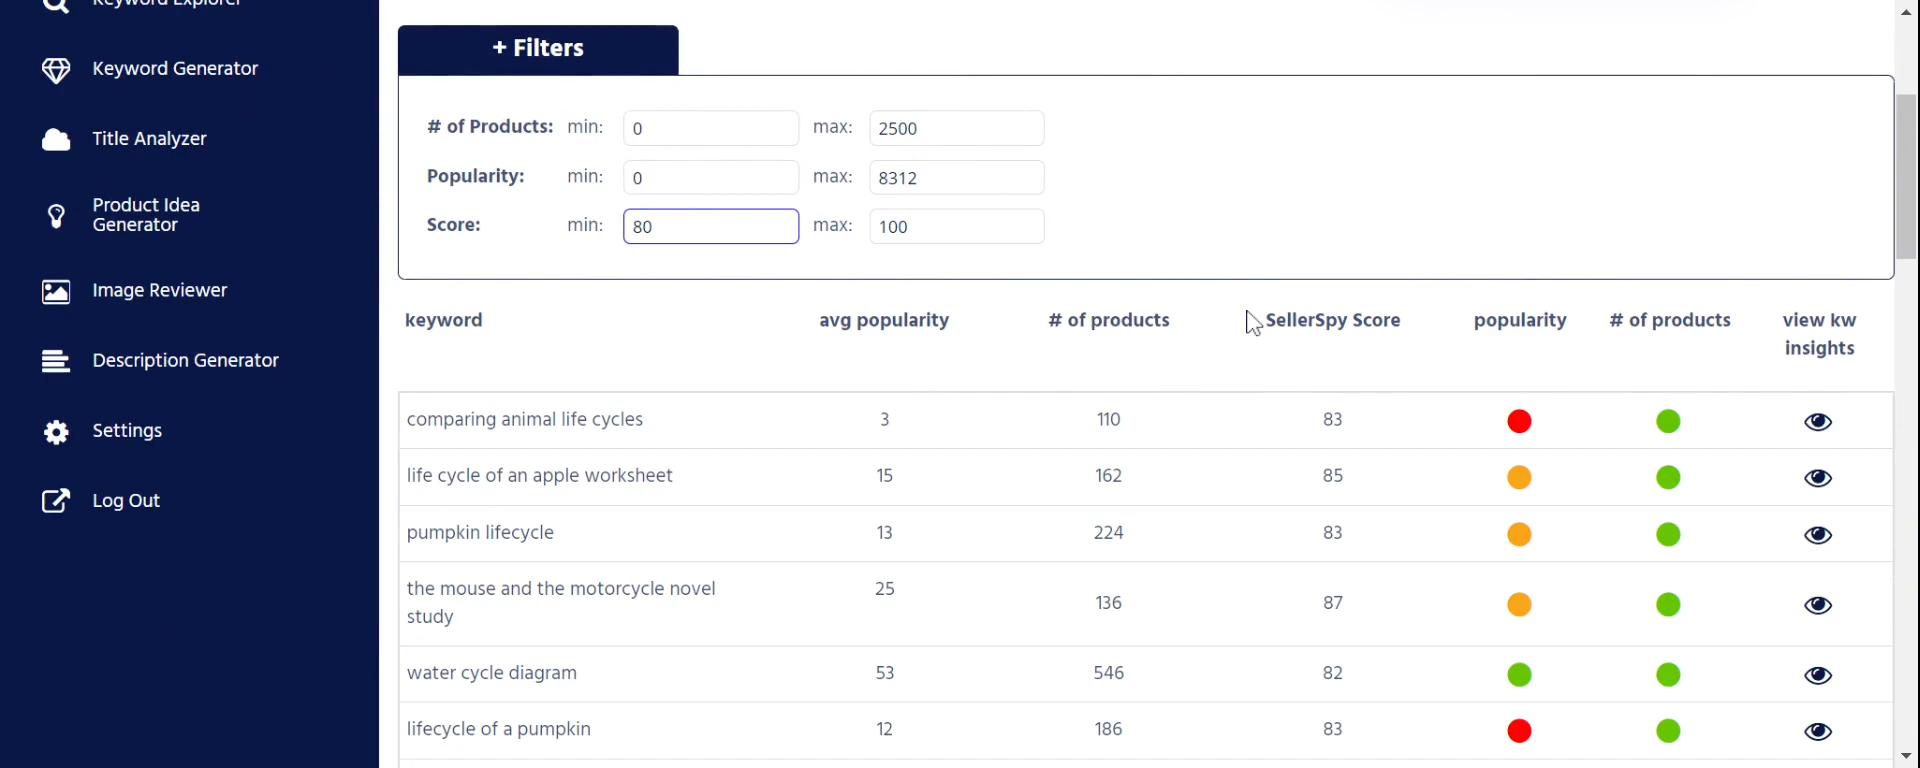 Keyword Explorer
Keyword Generator
Title Analyzer
Product Idea
Generator
Image Reviewer
Description Generator
Settings
Log Out
+ Filters
# of Products: min: 0 max: 2500
Popularity: min: 0 max: 8312
Score: min: 80 max: 100
keyword avg popularity # of products SellerSpy Score popularity # of products view kw
insights
comparing animal life cycles 3 110 83
life cycle of an apple worksheet 15 162 85
pumpkin lifecycle 13 224 83
the mouse and the motorcycle novel 25 136 87
study
water cycle diagram 53 546 82
lifecycle of a pumpkin 12 186 83